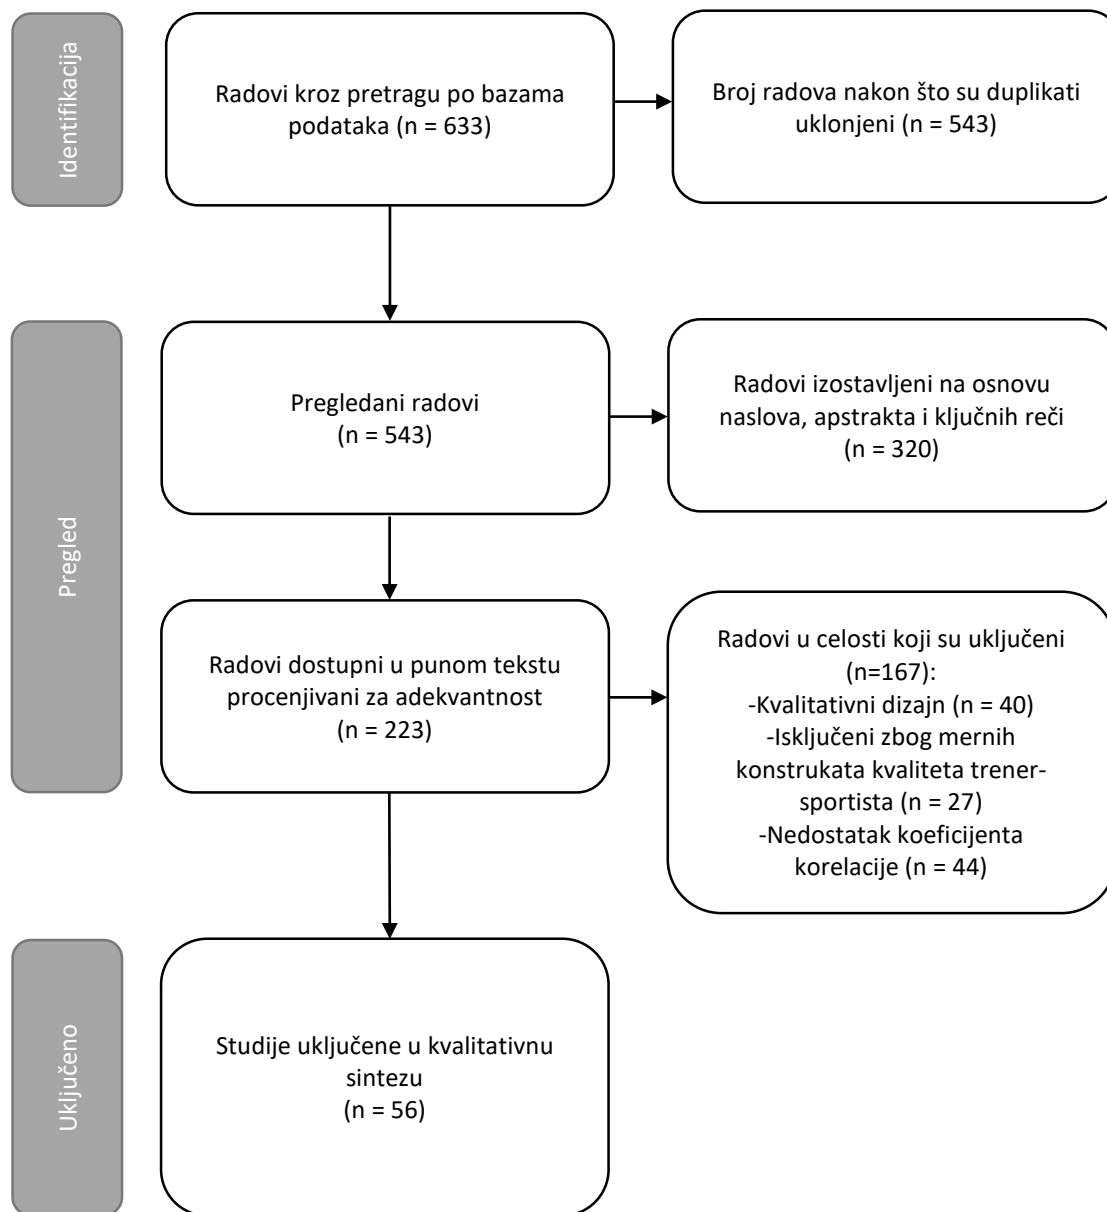 Identifikacija
Radovi kroz pretragu po bazama
podataka (n = 633)
Broj radova nakon što su duplikati
uklonjeni (n = 543)
Pregled
Pregledani radovi
(n = 543)
Radovi izostavljeni na osnovu
naslova, apstrakta i ključnih reči
(n = 320)
Radovi dostupni u punom tekstu
procenjivani za adekvantnost
(n = 223)
Radovi u celosti koji su uključeni
(n=167):
-Kvalitativni dizajn (n = 40)
-Isključeni zbog mernih
konstrukata kvaliteta trener-
sportista (n = 27)
-Nedostatak koeficijenta
korelacije (n = 44)
Uključeno
Studije uključene u kvalitativnu
sintezu
(n = 56)